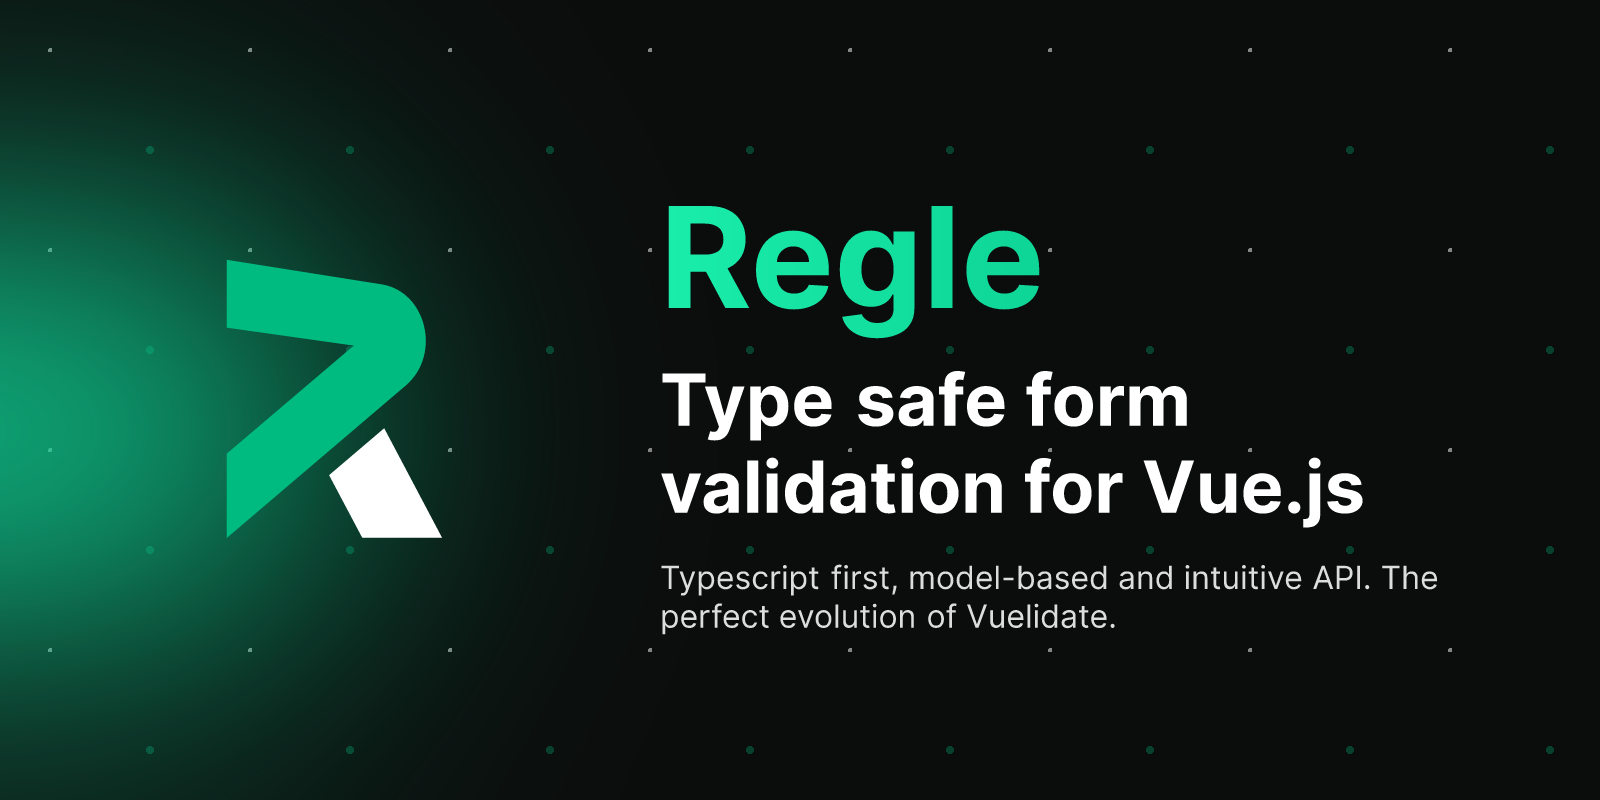 Regle
Type safe form
validation for Vue.js
Typescript first, model-based and intuitive API. The
perfect evolution of Vuelidate.